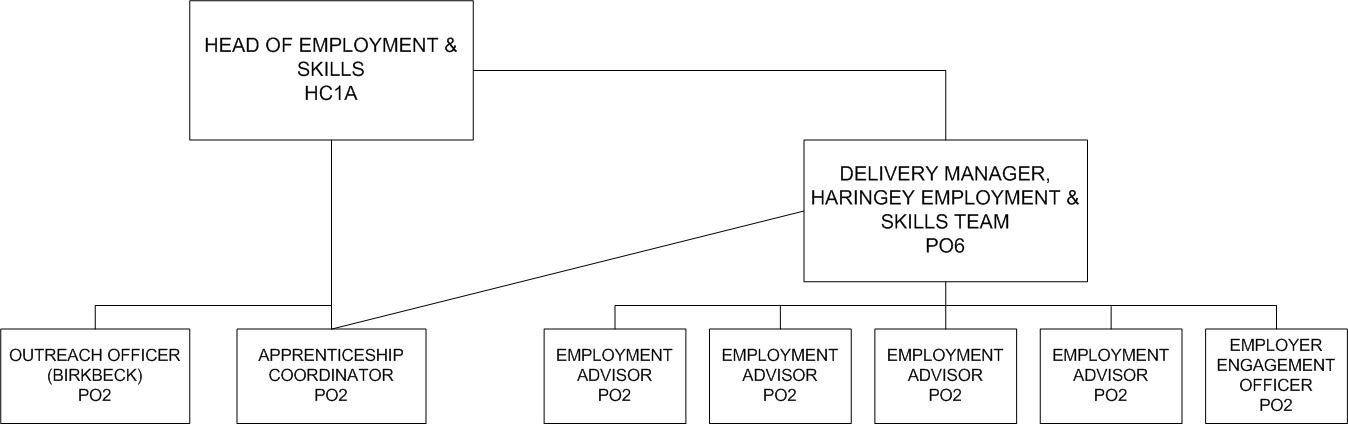 HEAD OF EMPLOYMENT &
SKILLS
HC1A
DELIVERY MANAGER,
HARINGEY EMPLOYMENT &
SKILLS TEAM
PO6
OUTREACH OFFICER
(BIRKBECK)
PO2
APPRENTICESHIP
COORDINATOR
PO2
EMPLOYMENT
ADVISOR
PO2
EMPLOYMENT
ADVISOR
PO2
EMPLOYMENT
ADVISOR
PO2
EMPLOYMENT
ADVISOR
PO2
EMPLOYER
ENGAGEMENT
OFFICER
PO2